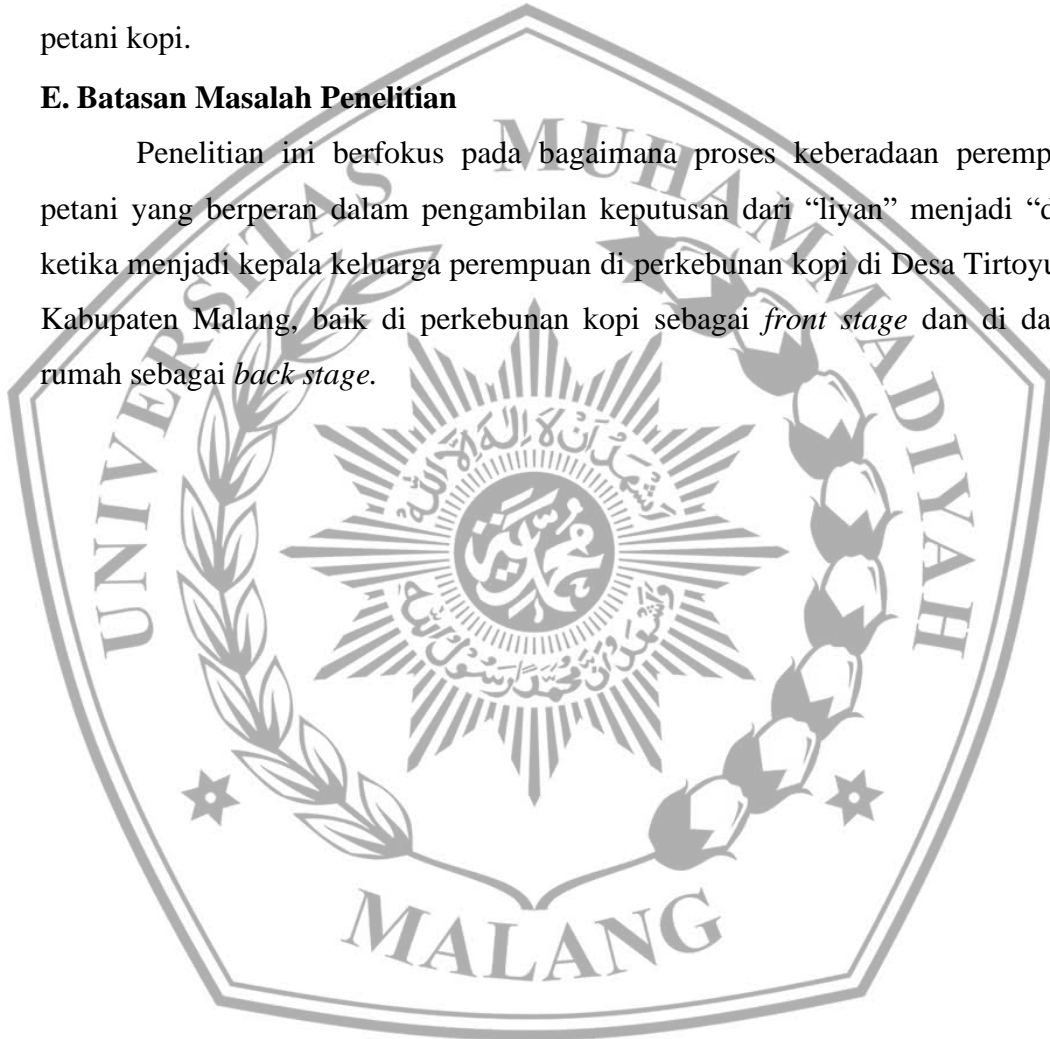 petani kopi.
E. Batasan Masalah Penelitian
Penelitian ini berfokus pada bagaimana proses keberadaan
petani yang berperan dalam pengambilan keputusan dari “liyan” menjadi
ketika menjadi kepala keluarga perempuan di perkebunan kopi di Desa
Kabupaten Malang, baik di perkebunan kopi sebagai front stage dan di
rumah sebagai back stage.
UNIVERSITAS MUHAMMADIYAH
MALANG